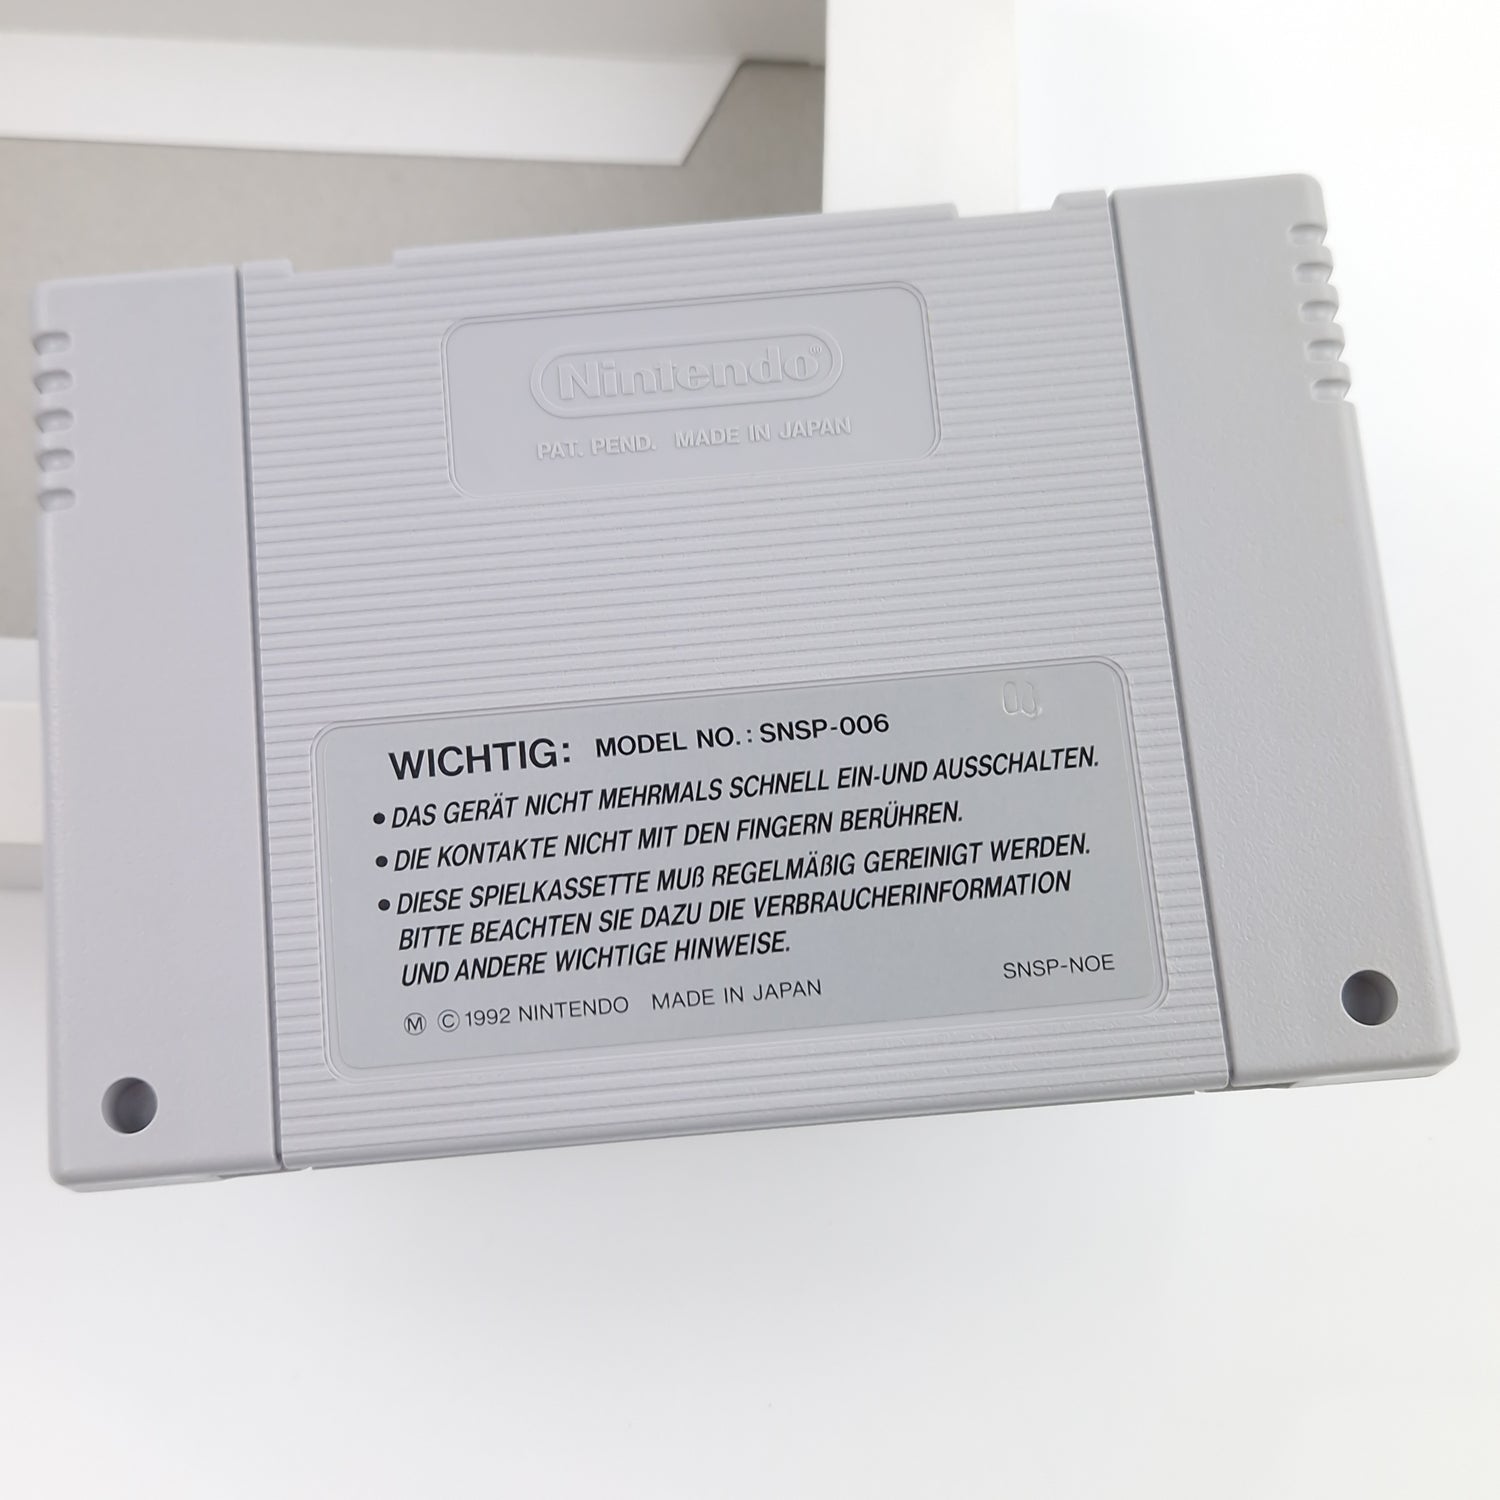 Nintendo®
PAT. PEND. MADE IN JAPAN
WICHTIG: MODEL NO.: SNSP-006
• DAS GERÄT NICHT MEHRMALS SCHNELL EIN-UND AUSSCHALTEN.
• DIE KONTAKTE NICHT MIT DEN FINGERN BERÜHREN.
• DIESE SPIELKASSETTE MUß REGELMÄßIG GEREINIGT WERDEN.
BITTE BEACHTEN SIE DAZU DIE VERBRAUCHERINFORMATION
UND ANDERE WICHTIGE HINWEISE.
Ⓜ © 1992 NINTENDO MADE IN JAPAN
SNSP-NOE